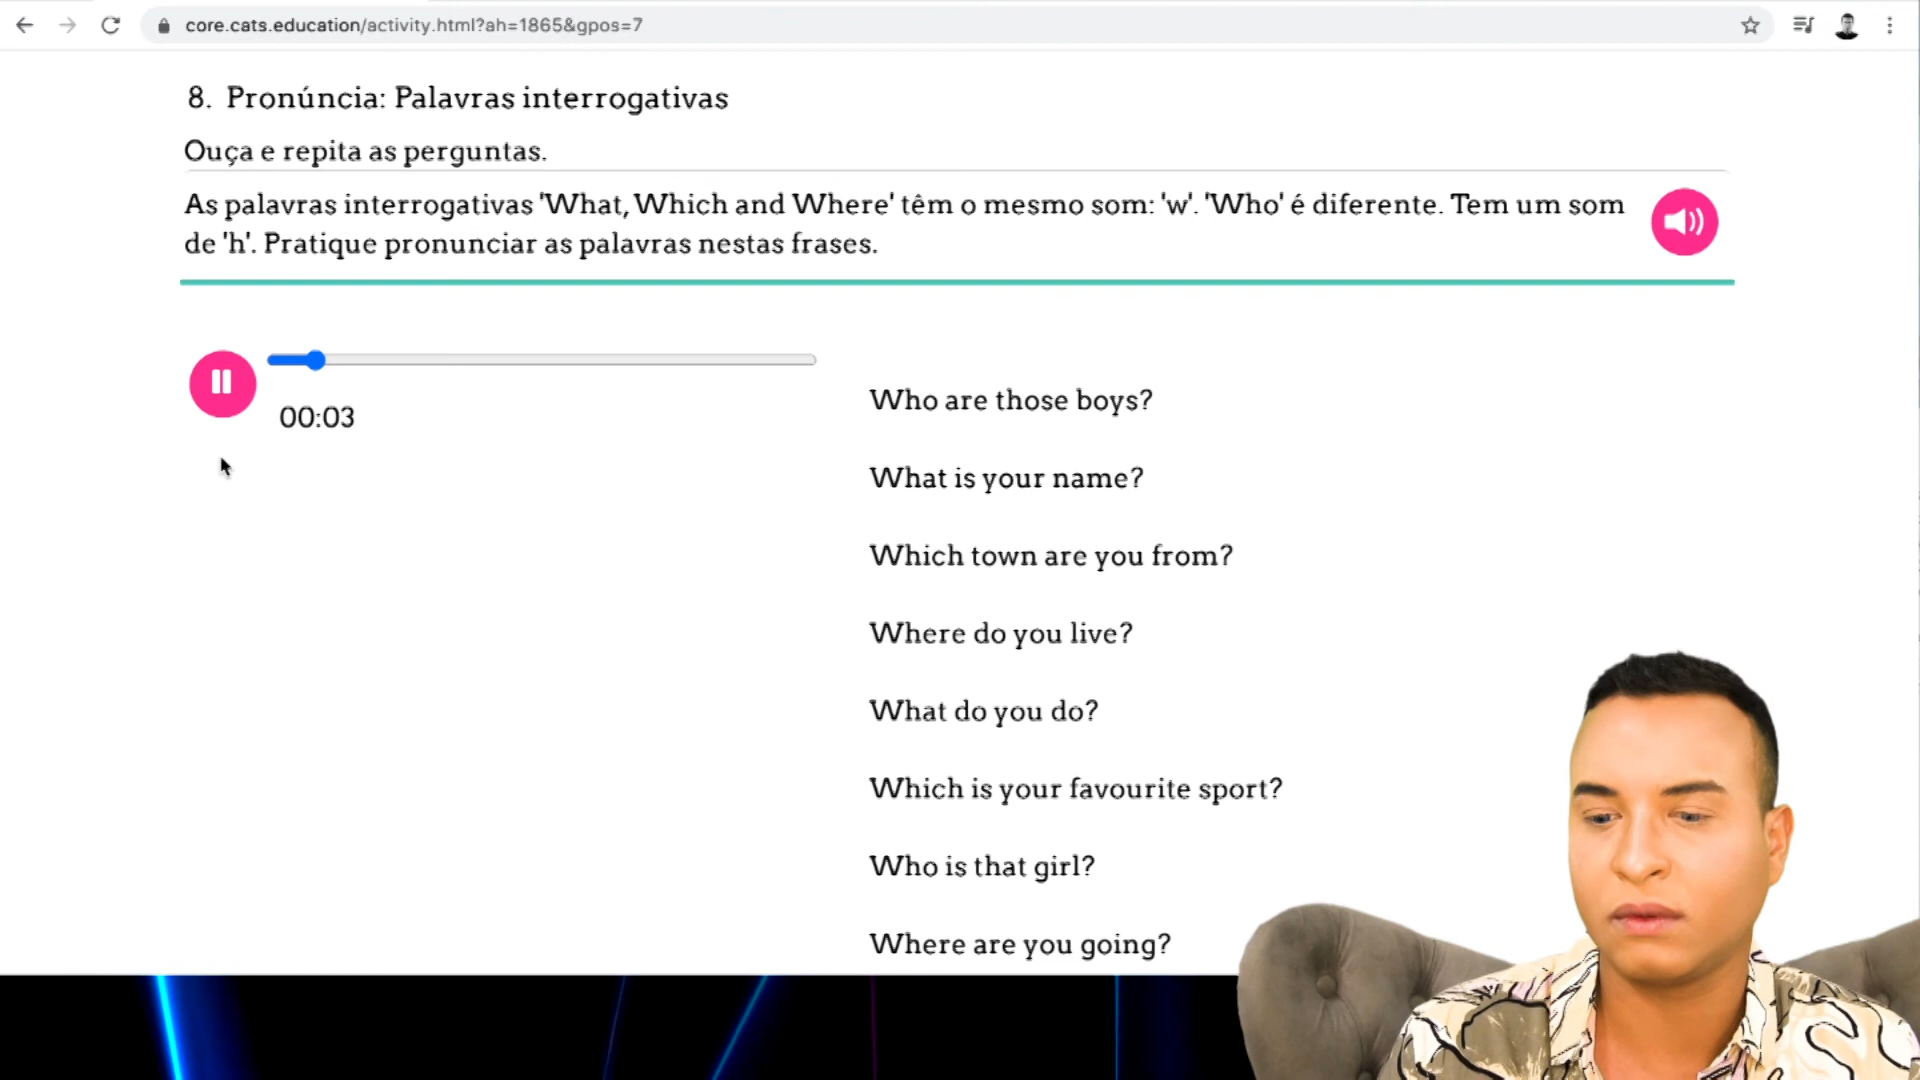 core.cats.education/activity.html?ah=1865&gpos=7
8. Pronúncia: Palavras interrogativas
Ouça e repita as perguntas.
As palavras interrogativas 'What, Which and Where' têm o mesmo som: 'w'. 'Who' é diferente. Tem um som
de 'h'. Pratique pronunciar as palavras nestas frases.
00:03
Who are those boys?
What is your name?
Which town are you from?
Where do you live?
What do you do?
Which is your favourite sport?
Who is that girl?
Where are you going?